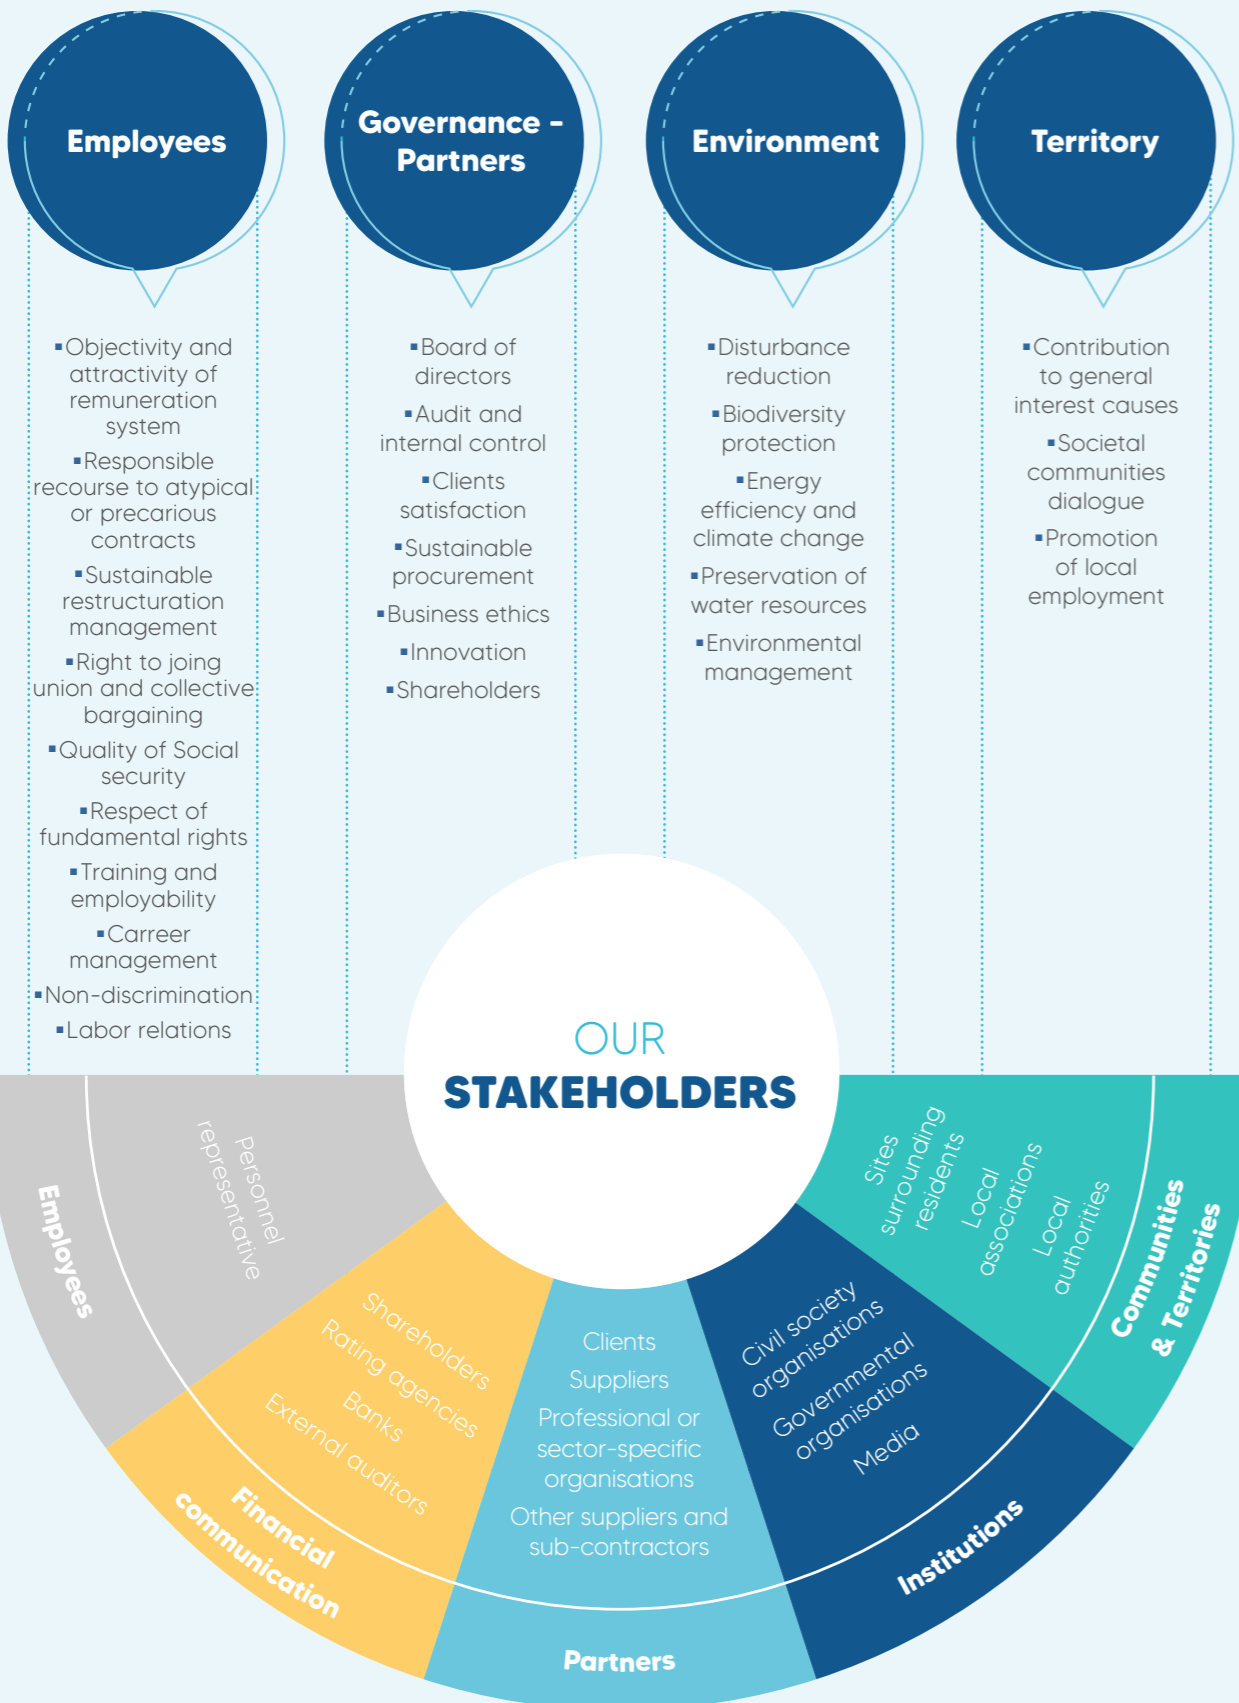 Employees
▪Objectivity and
attractivity of
remuneration
system
▪Responsible
recourse to atypical
or precarious
contracts
▪Sustainable
restructuration
management
▪Right to joing
union and collective
bargaining
▪Quality of Social
security
▪Respect of
fundamental rights
▪Training and
employability
▪Carreer
management
▪Non-discrimination
▪Labor relations
Governance -
Partners
▪Board of
directors
▪Audit and
internal control
▪Clients
satisfaction
▪Sustainable
procurement
▪Business ethics
▪Innovation
▪Shareholders
Environment
▪Disturbance
reduction
▪Biodiversity
protection
▪Energy
efficiency and
climate change
▪Preservation of
water resources
▪Environmental
management
Territory
▪Contribution
to general
interest causes
▪Societal
communities
dialogue
▪Promotion
of local
employment
OUR
STAKEHOLDERS
Employees
Personnel
representative
Financial
communication
Shareholders
Rating agencies
Banks
External auditors
Clients
Suppliers
Professional or
sector-specific
organisations
Other suppliers and
sub-contractors
Partners
Civil society
organisations
Governmental
organisations
Media
Institutions
Sites
surrounding
residents
Local
associations
Local
authorities
Communities
& Territories